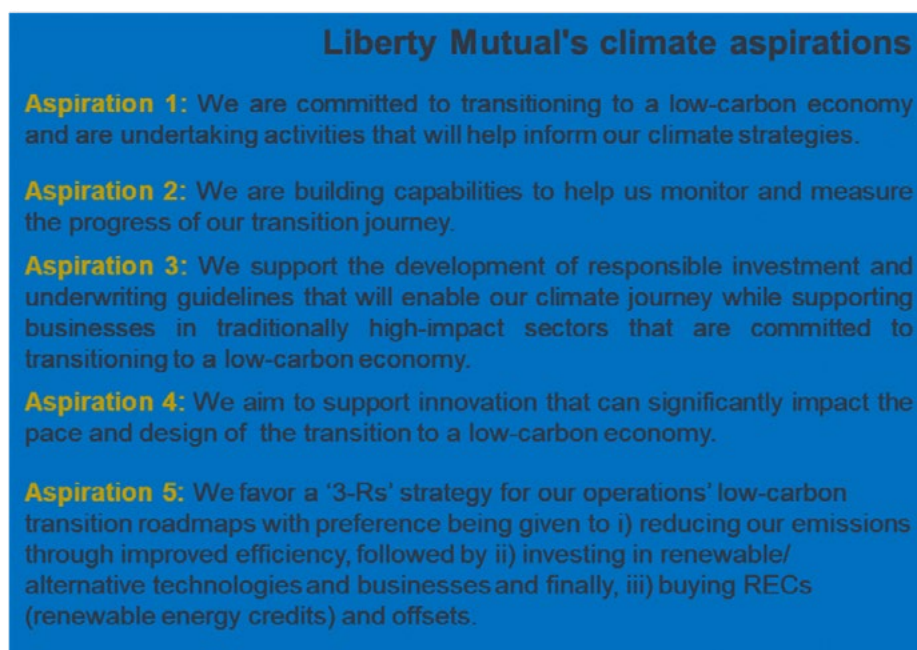 Liberty Mutual's climate aspirations
Aspiration 1: We are committed to transitioning to a low-carbon economy
and are undertaking activities that will help inform our climate strategies.
Aspiration 2: We are building capabilities to help us monitor and measure
the progress of our transition journey.
Aspiration 3: We support the development of responsible investment and
underwriting guidelines that will enable our climate journey while supporting
businesses in traditionally high-impact sectors that are committed to
transitioning to a low-carbon economy.
Aspiration 4: We aim to support innovation that can significantly impact the
pace and design of the transition to a low-carbon economy.
Aspiration 5: We favor a ‘3-Rs’ strategy for our operations’ low-carbon
transition roadmaps with preference being given to i) reducing our emissions
through improved efficiency, followed by ii) investing in renewable/
alternative technologies and businesses and finally, iii) buying RECs
(renewable energy credits) and offsets.